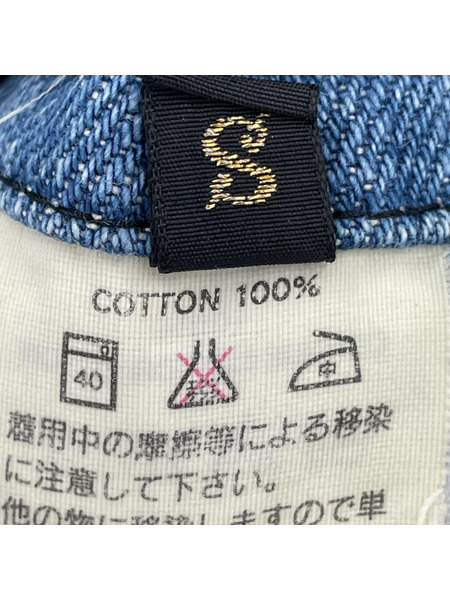 S
COTTON 100%
40 中
着用中の摩擦等による移染
に注意して下さい。
他の物に移染しますので単